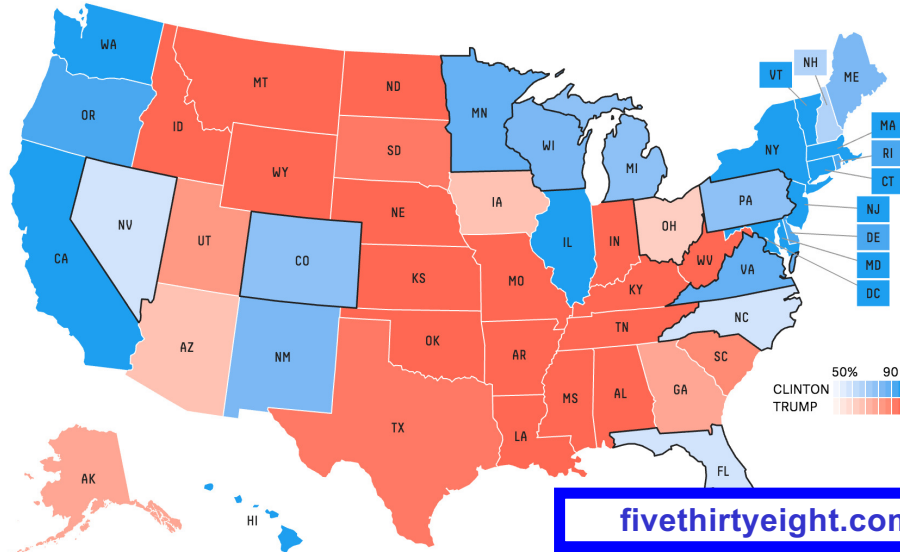 WA
MT
ND
MN
VT
NH
ME
OR
ID
SD
WI
MI
NY
MA
RI
CT
WY
NE
IA
PA
NJ
NV
UT
CO
IL
IN
OH
DE
MD
DC
CA
KS
MO
WV
VA
KY
NC
TN
AZ
NM
OK
AR
SC
MS
AL
GA
TX
LA
50% 90
CLINTON
TRUMP
FL
AK
HI
fivethirtyeight.con